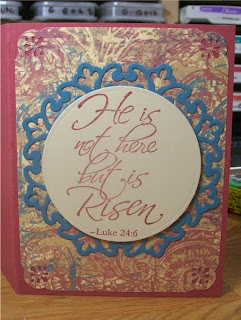 He is
not here
but is
Risen
~Luke 24:6